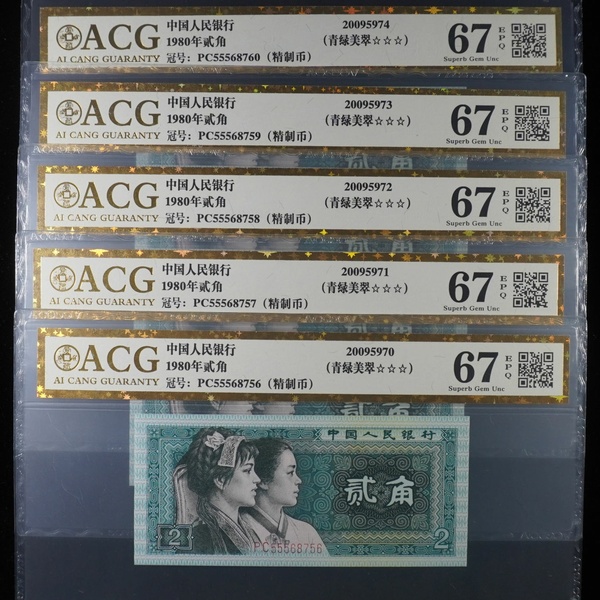 ACG
AI CANG GUARANTY
中国人民银行
1980年贰角
冠号: PC55568760 (精制币)
20095974
(青绿美翠☆☆☆)
67
EPQ
Superb Gem Unc
ACG
AI CANG GUARANTY
中国人民银行
1980年贰角
冠号: PC55568759 (精制币)
20095973
(青绿美翠☆☆☆)
67
EPQ
Superb Gem Unc
ACG
AI CANG GUARANTY
中国人民银行
1980年贰角
冠号: PC55568758 (精制币)
20095972
(青绿美翠☆☆☆)
67
EPQ
Superb Gem Unc
ACG
AI CANG GUARANTY
中国人民银行
1980年贰角
冠号: PC55568757 (精制币)
20095971
(青绿美翠☆☆☆)
67
EPQ
Superb Gem Unc
ACG
AI CANG GUARANTY
中国人民银行
1980年贰角
冠号: PC55568756 (精制币)
20095970
(青绿美翠☆☆☆)
67
EPQ
Superb Gem Unc
中国人民银行
贰角
2
PC55568756
2